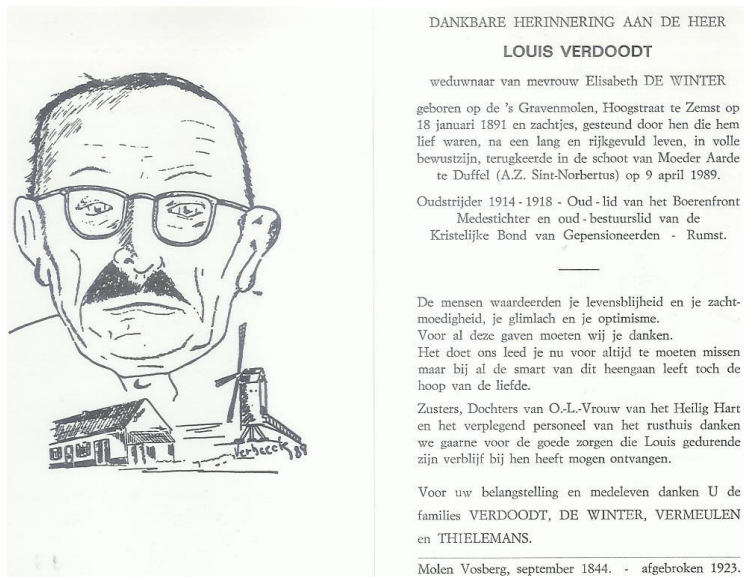 DANKBARE HERINNERING AAN DE HEER
LOUIS VERDOODT
weduwnaar van mevrouw Elisabeth DE WINTER
geboren op de 's Gravenmolen, Hoogstraat te Zemst op
18 januari 1891 en zachtjes, gesteund door hen die hem
lief waren, na een lang en rijkgevuld leven, in volle
bewustzijn, terugkeerde in de schoot van Moeder Aarde
te Duffel (A.Z. Sint-Norbertus) op 9 april 1989.
Oudstrijder 1914 - 1918 - Oud - lid van het Boerenfront
Medestichter en oud - bestuurslid van de
Kristelijke Bond van Gepensioneerden - Rumst.
De mensen waardeerden je levensblijheid en je zacht-
moedigheid, je glimlach en je optimisme.
Voor al deze gaven moeten wij je danken.
Het doet ons leed je nu voor altijd te moeten missen
maar bij al de smart van dit heengaan leeft toch de
hoop van de liefde.
Zusters, Dochters van O.-L.-Vrouw van het Heilig Hart
en het verplegend personeel van het rusthuis danken
we gaarne voor de goede zorgen die Louis gedurende
zijn verblijf bij hen heeft mogen ontvangen.
Voor uw belangstelling en medeleven danken U de
families VERDOODT, DE WINTER, VERMEULEN
en THIELEMANS.
Molen Vosberg, september 1844. - afgebroken 1923.
Verbaeck 89